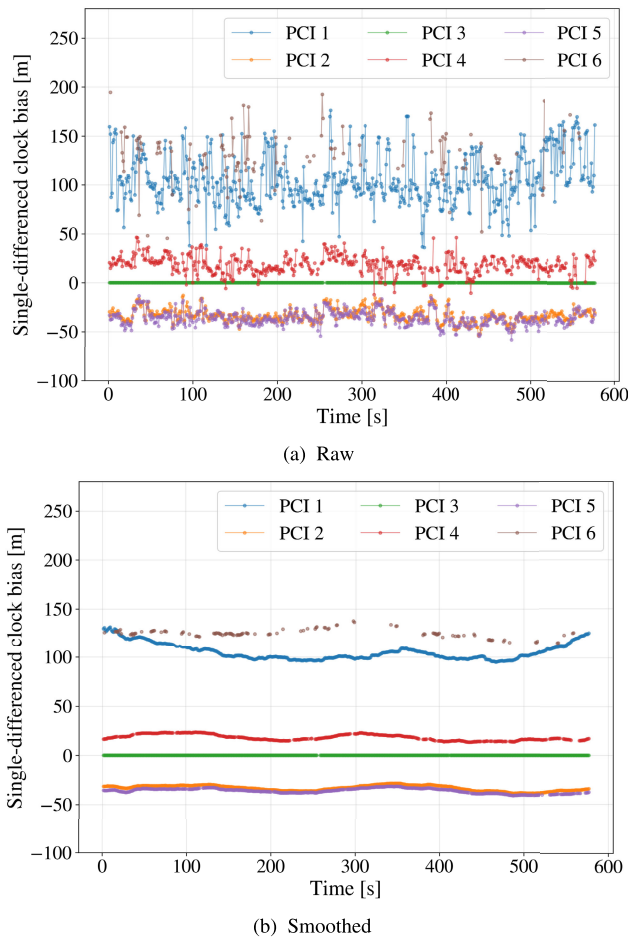 Single-differenced clock bias [m]
250
200
150
100
50
0
−50
−100
PCI 1 PCI 3 PCI 5
PCI 2 PCI 4 PCI 6
0 100 200 300 400 500 600
Time [s]
(a) Raw
Single-differenced clock bias [m]
250
200
150
100
50
0
−50
−100
PCI 1 PCI 3 PCI 5
PCI 2 PCI 4 PCI 6
0 100 200 300 400 500 600
Time [s]
(b) Smoothed